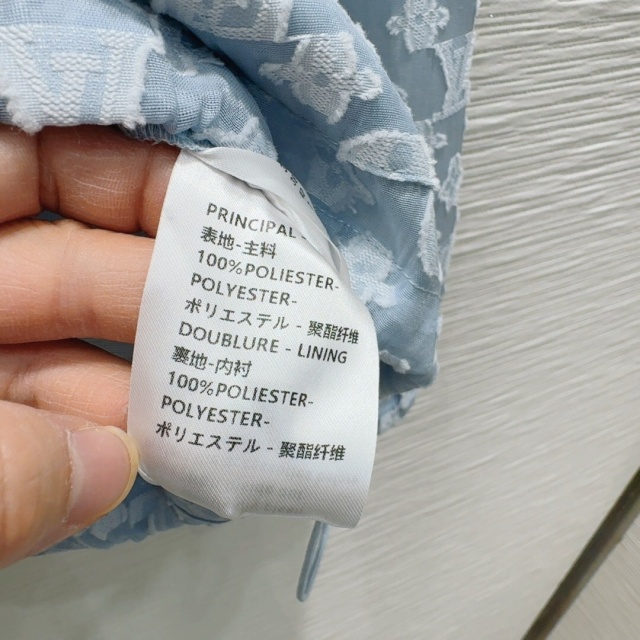 PRINCIPAL -
表地-主料
100%POLIESTER-
POLYESTER-
ポリエステル - 聚酯纤维
DOUBLURE - LINING
裏地-内衬
100%POLIESTER-
POLYESTER-
ポリエステル - 聚酯纤维